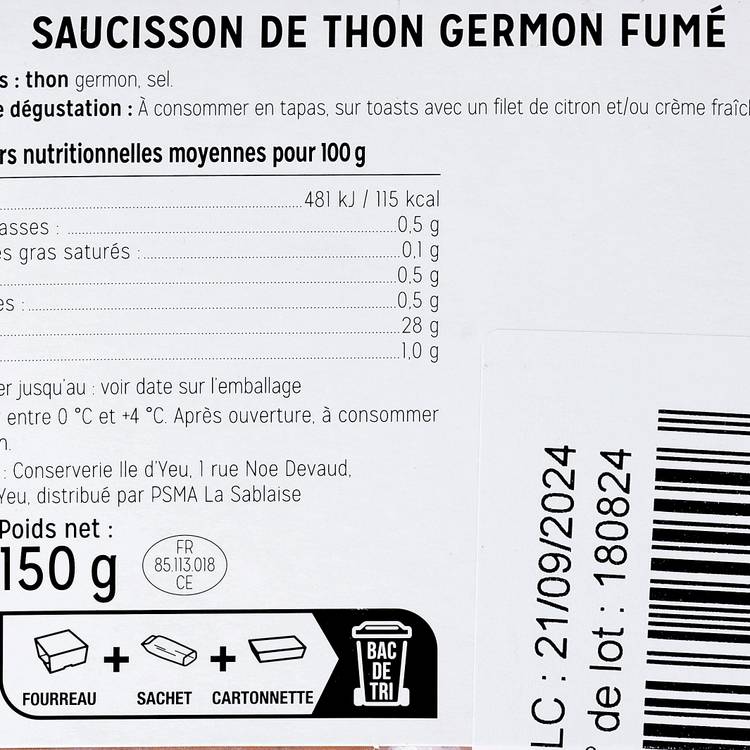 SAUCISSON DE THON GERMON FUMÉ
s : thon germon, sel.
e dégustation : À consommer en tapas, sur toasts avec un filet de citron et/ou crème fraîc
rs nutritionnelles moyennes pour 100 g
481 kJ / 115 kcal
asses : 0,5 g
es gras saturés : 0,1 g
0,5 g
es : 0,5 g
28 g
1,0 g
er jusqu'au : voir date sur l'emballage
entre 0 °C et +4 °C. Après ouverture, à consommer
n.
: Conserverie Ile d'Yeu, 1 rue Noe Devaud,
Yeu, distribué par PSMA La Sablaise
Poids net :
150 g
FR
85.113.018
CE
FOURREAU + SACHET + CARTONNETTE
BAC
DE
TRI
LC : 21/09/2024
de lot : 180824